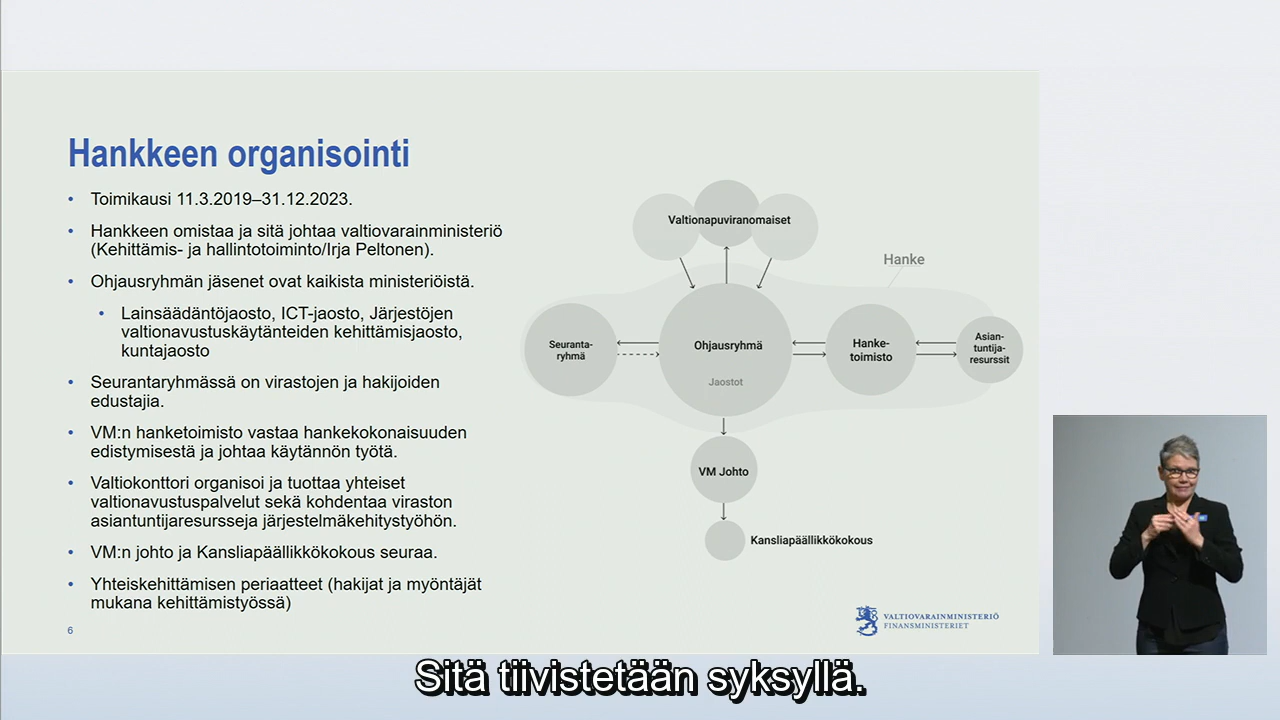 Hankkeen organisointi
• Toimikausi 11.3.2019–31.12.2023.
• Hankkeen omistaa ja sitä johtaa valtiovarainministeriö
(Kehittämis- ja hallintotoiminto/Irja Peltonen).
• Ohjausryhmän jäsenet ovat kaikista ministeriöistä.
• Lainsäädäntöjaosto, ICT-jaosto, Järjestöjen
valtionavustuskäytänteiden kehittämisjaosto,
kuntajaosto
• Seurantaryhmässä on virastojen ja hakijoiden
edustajia.
• VM:n hanketoimisto vastaa hankekokonaisuuden
edistymisestä ja johtaa käytännön työtä.
• Valtiokonttori organisoi ja tuottaa yhteiset
valtionavustuspalvelut sekä kohdentaa viraston
asiantuntijaresursseja järjestelmäkehitystyöhön.
• VM:n johto ja Kansliapäällikkökokous seuraa.
• Yhteiskehittämisen periaatteet (hakijat ja myöntäjät
mukana kehittämistyössä)
6
Valtionapuviranomaiset
Hanke
Seuranta-
ryhmä
Ohjausryhmä
Jaostot
Hanke-
toimisto
Asian-
tuntija-
resurssit
VM Johto
Kansliapäällikkökokous
VALTIOVARAINMINISTERIÖ
FINANSMINISTERIET
Sitä tiivistetään syksyllä.